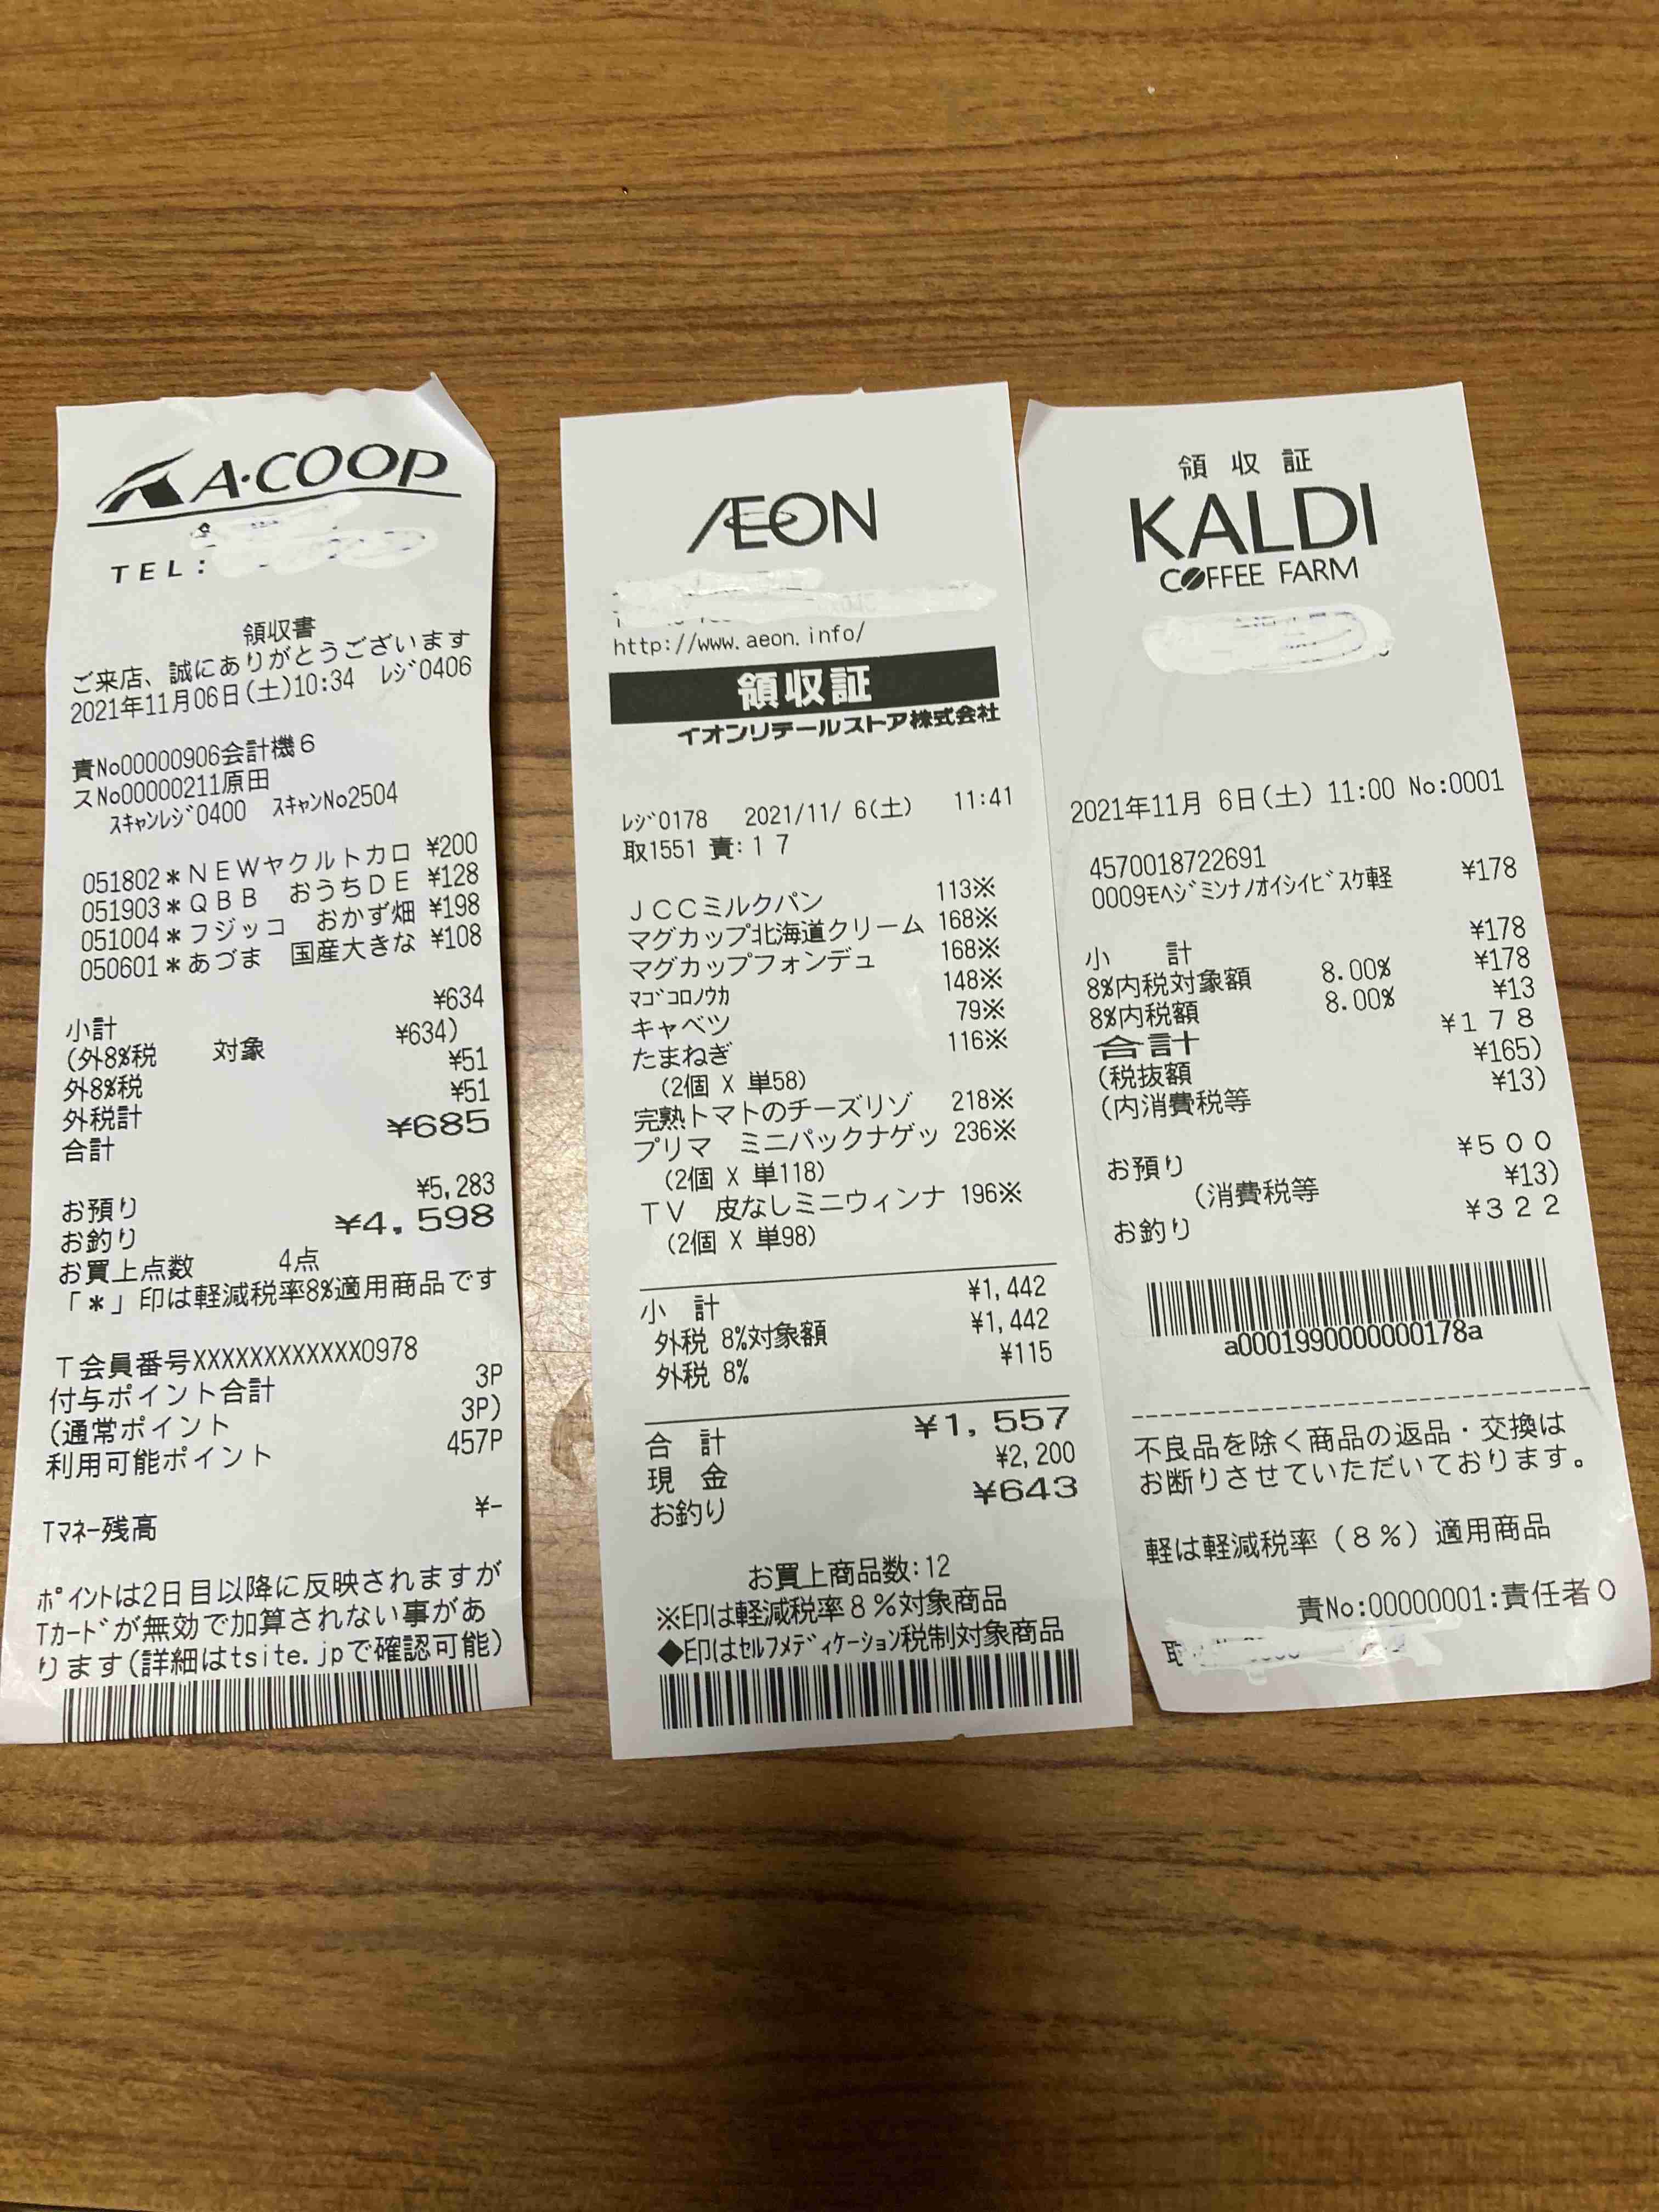 A·COOP
TEL:
領収書
ご来店、誠にありがとうございます
2021年11月06日(土)10:34 ﾚｼﾞ0406
責No00000906会計機6
スNo00000211原田
ｽｷｬﾝﾚｼﾞ0400 ｽｷｬﾝNo2504
051802*NEWヤクルトカロ ¥200
051903*QBB おうちDE ¥128
051004*フジッコ おかず畑 ¥198
050601*あづま 国産大きな ¥108
小計 ¥634
(外8%税 対象 ¥634)
外8%税 ¥51
外税計 ¥51
合計 ¥685
お預り ¥5,283
お釣り ¥4,598
お買上点数 4点
「*」印は軽減税率8%適用商品です
T会員番号XXXXXXXXXXXX0978
付与ポイント合計 3P
(通常ポイント 3P)
利用可能ポイント 457P
Tﾏﾈｰ残高 ¥-
ﾎﾟｲﾝﾄは2日目以降に反映されますが
Tｶｰﾄﾞが無効で加算されない事があ
ります(詳細はtsite.jpで確認可能)
ÆON
http://www.aeon.info/
領収証
イオンリテールストア株式会社
ﾚｼﾞ0178 2021/11/ 6(土) 11:41
取1551 責:17
JCCミルクパン 113※
マグカップ北海道クリーム 168※
マグカップフォンデュ 168※
ﾏｺﾞｺﾛﾉｳｶ 148※
キャベツ 79※
たまねぎ 116※
(2個 X 単58)
完熟トマトのチーズリゾ 218※
プリマ ミニパックナゲッ 236※
(2個 X 単118)
TV 皮なしミニウィンナ 196※
(2個 X 単98)
小 計 ¥1,442
外税 8%対象額 ¥1,442
外税 8% ¥115
合 計 ¥1,557
現 金 ¥2,200
お釣り ¥643
お買上商品数:12
※印は軽減税率8%対象商品
◆印はｾﾙﾌﾒﾃﾞｨｹｰｼｮﾝ税制対象商品
領収証
KALDI
COFFEE FARM
2021年11月 6日(土) 11:00 No:0001
4570018722691
0009ﾓﾍｼﾞﾐﾝﾅﾉｵｲｼｲﾋﾞｽｹ軽 ¥178
小 計 ¥178
8%内税対象額 8.00% ¥178
8%内税額 8.00% ¥13
合計 ¥178
(税抜額 ¥165)
(内消費税等 ¥13)
お預り ¥500
(消費税等 ¥13)
お釣り ¥322
a0001990000000178a
不良品を除く商品の返品・交換は
お断りさせていただいております。
軽は軽減税率(8%)適用商品
責No:00000001:責任者0